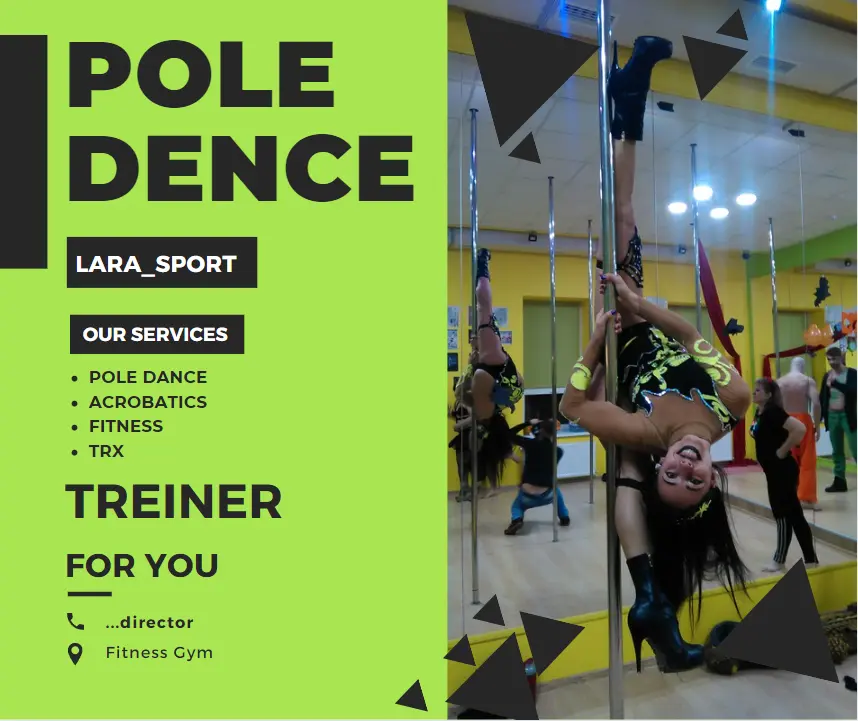 POLE
DENCE
LARA_SPORT
OUR SERVICES
• POLE DANCE
• ACROBATICS
• FITNESS
• TRX
TREINER
FOR YOU
...director
Fitness Gym